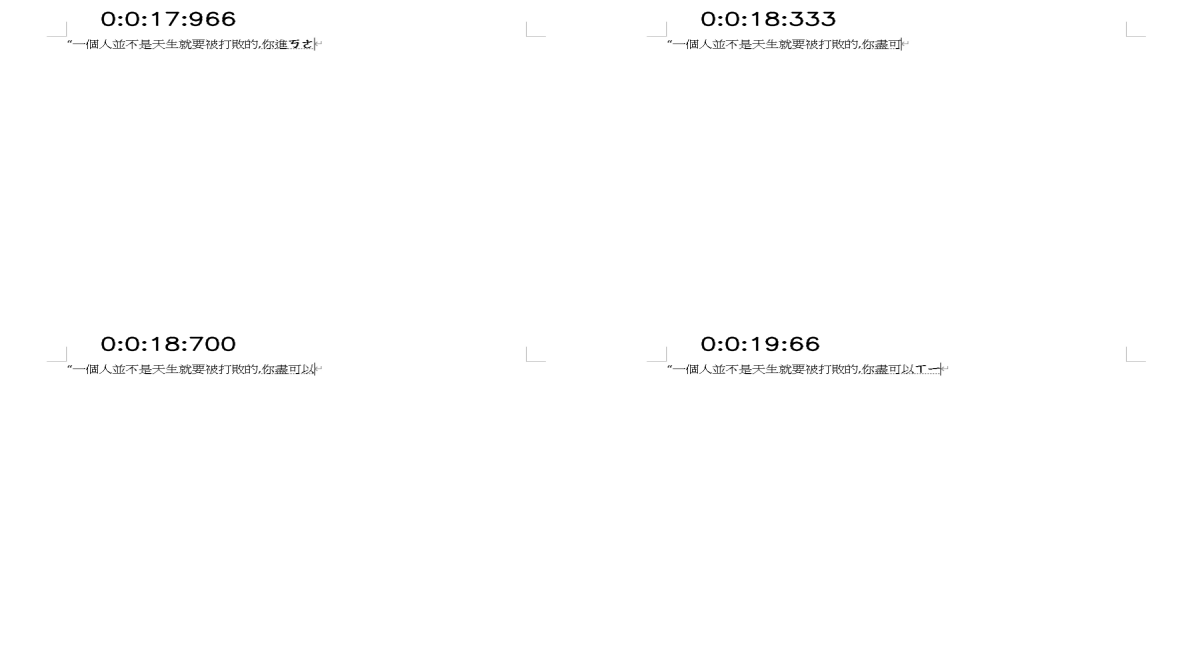 0:0:17:966
“一個人並不是天生就要被打敗的,你進ㄎㄜ
0:0:18:333
“一個人並不是天生就要被打敗的,你盡可
0:0:18:700
“一個人並不是天生就要被打敗的,你盡可以
0:0:19:66
“一個人並不是天生就要被打敗的,你盡可以ㄒㄧ